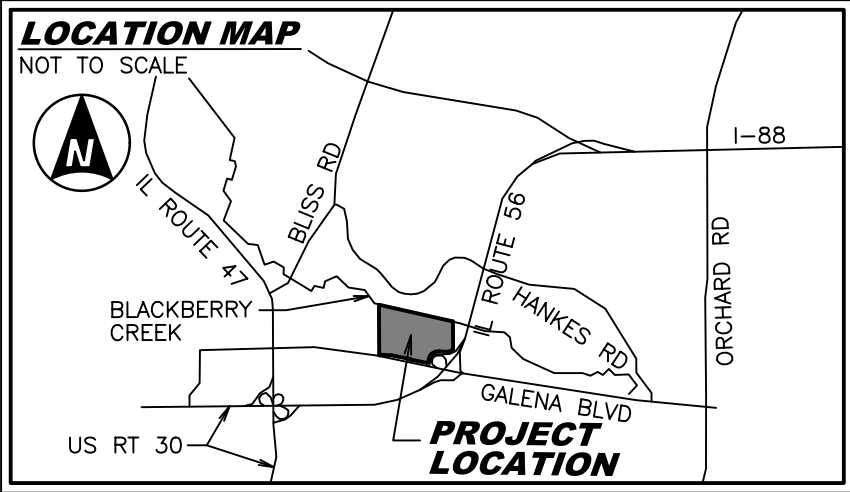 LOCATION MAP
NOT TO SCALE
N
IL ROUTE 47
BLISS RD
IL ROUTE 56
I-88
ORCHARD RD
HANKES RD
BLACKBERRY
CREEK
GALENA BLVD
US RT 30
PROJECT
LOCATION